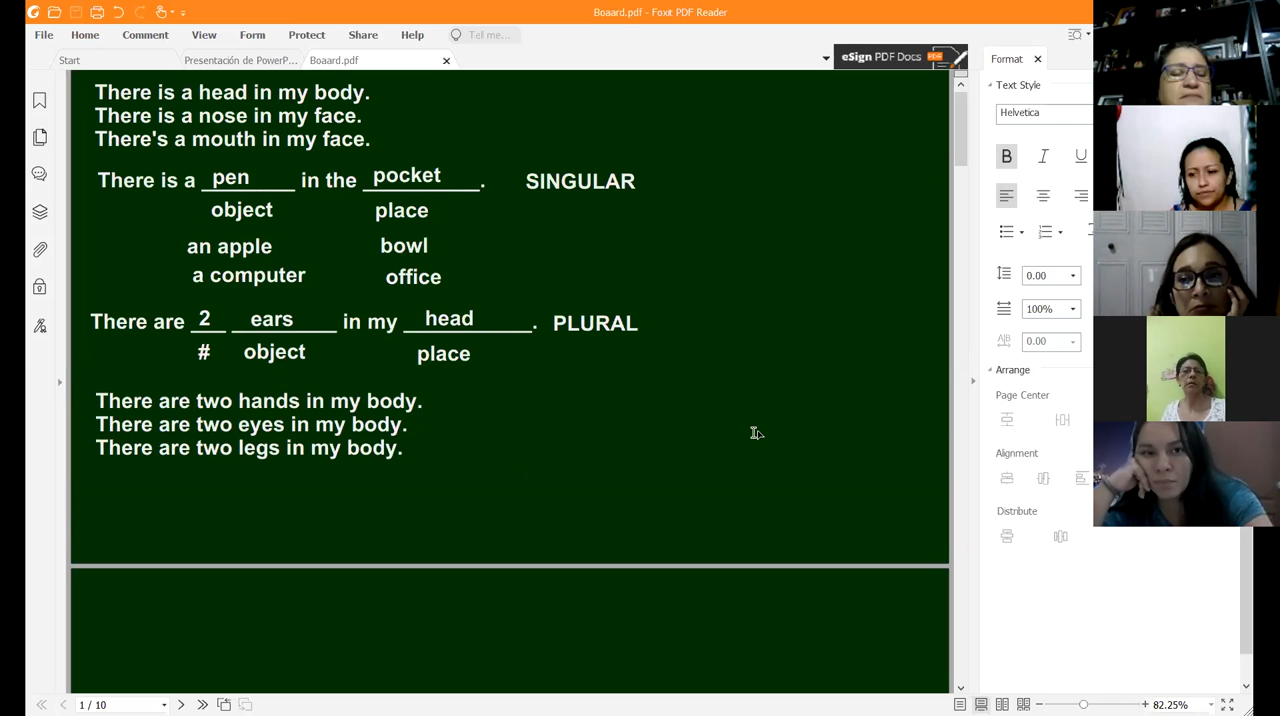 Boaard.pdf - Foxit PDF Reader
File Home Comment View Form Protect Share Help Tell me...
Start Presentación de PowerP... Boaard.pdf
eSign PDF Docs
Format
Text Style
Helvetica
B I U
0.00
100%
0.00
Arrange
Page Center
Alignment
Distribute
There is a head in my body.
There is a nose in my face.
There's a mouth in my face.
There is a pen in the pocket. SINGULAR
object place
an apple bowl
a computer office
There are 2 ears in my head. PLURAL
# object place
There are two hands in my body.
There are two eyes in my body.
There are two legs in my body.
1 / 10
82.25%